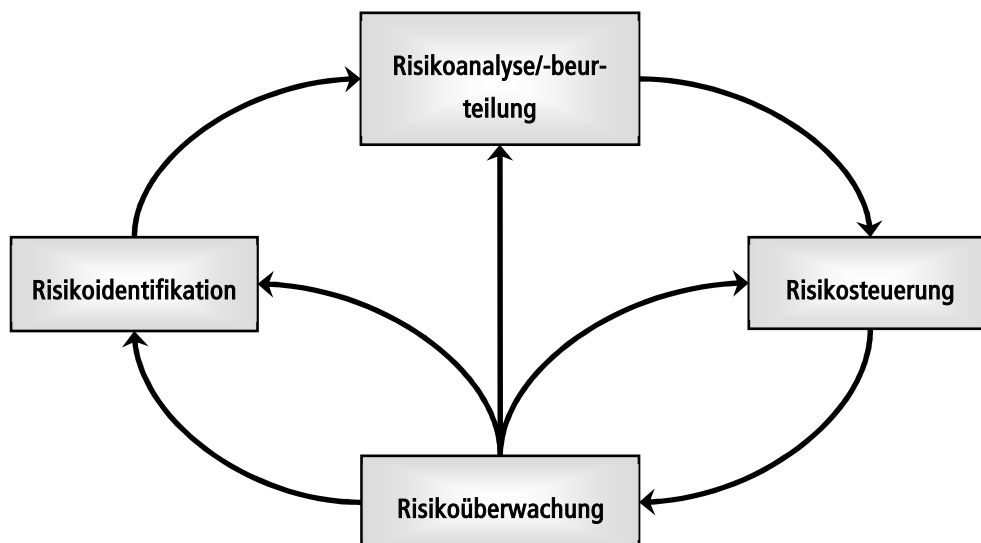 Risikoanalyse/-beur-
teilung
Risikoidentifikation
Risikosteuerung
Risikoüberwachung